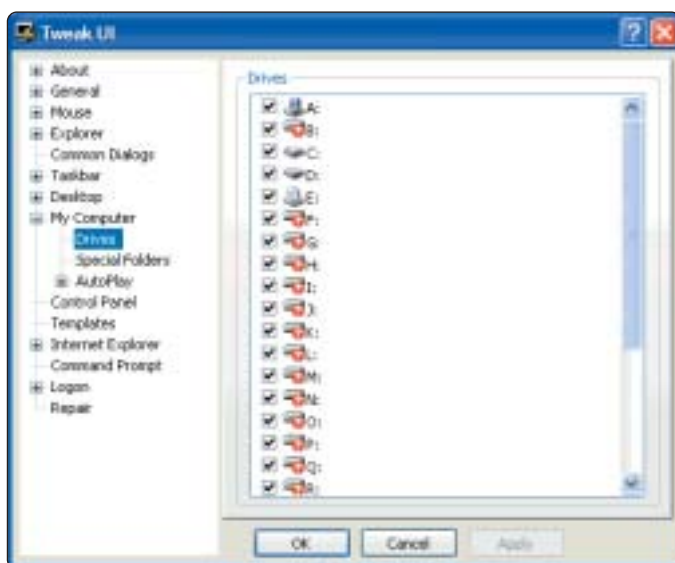 Tweak UI
About
General
Mouse
Explorer
Common Dialogs
Taskbar
Desktop
My Computer
Drives
Special Folders
AutoPlay
Control Panel
Templates
Internet Explorer
Command Prompt
Logon
Repair
Drives
A:
B:
C:
D:
E:
F:
G:
H:
I:
J:
K:
L:
M:
N:
O:
P:
Q:
R:
OK
Cancel
Apply